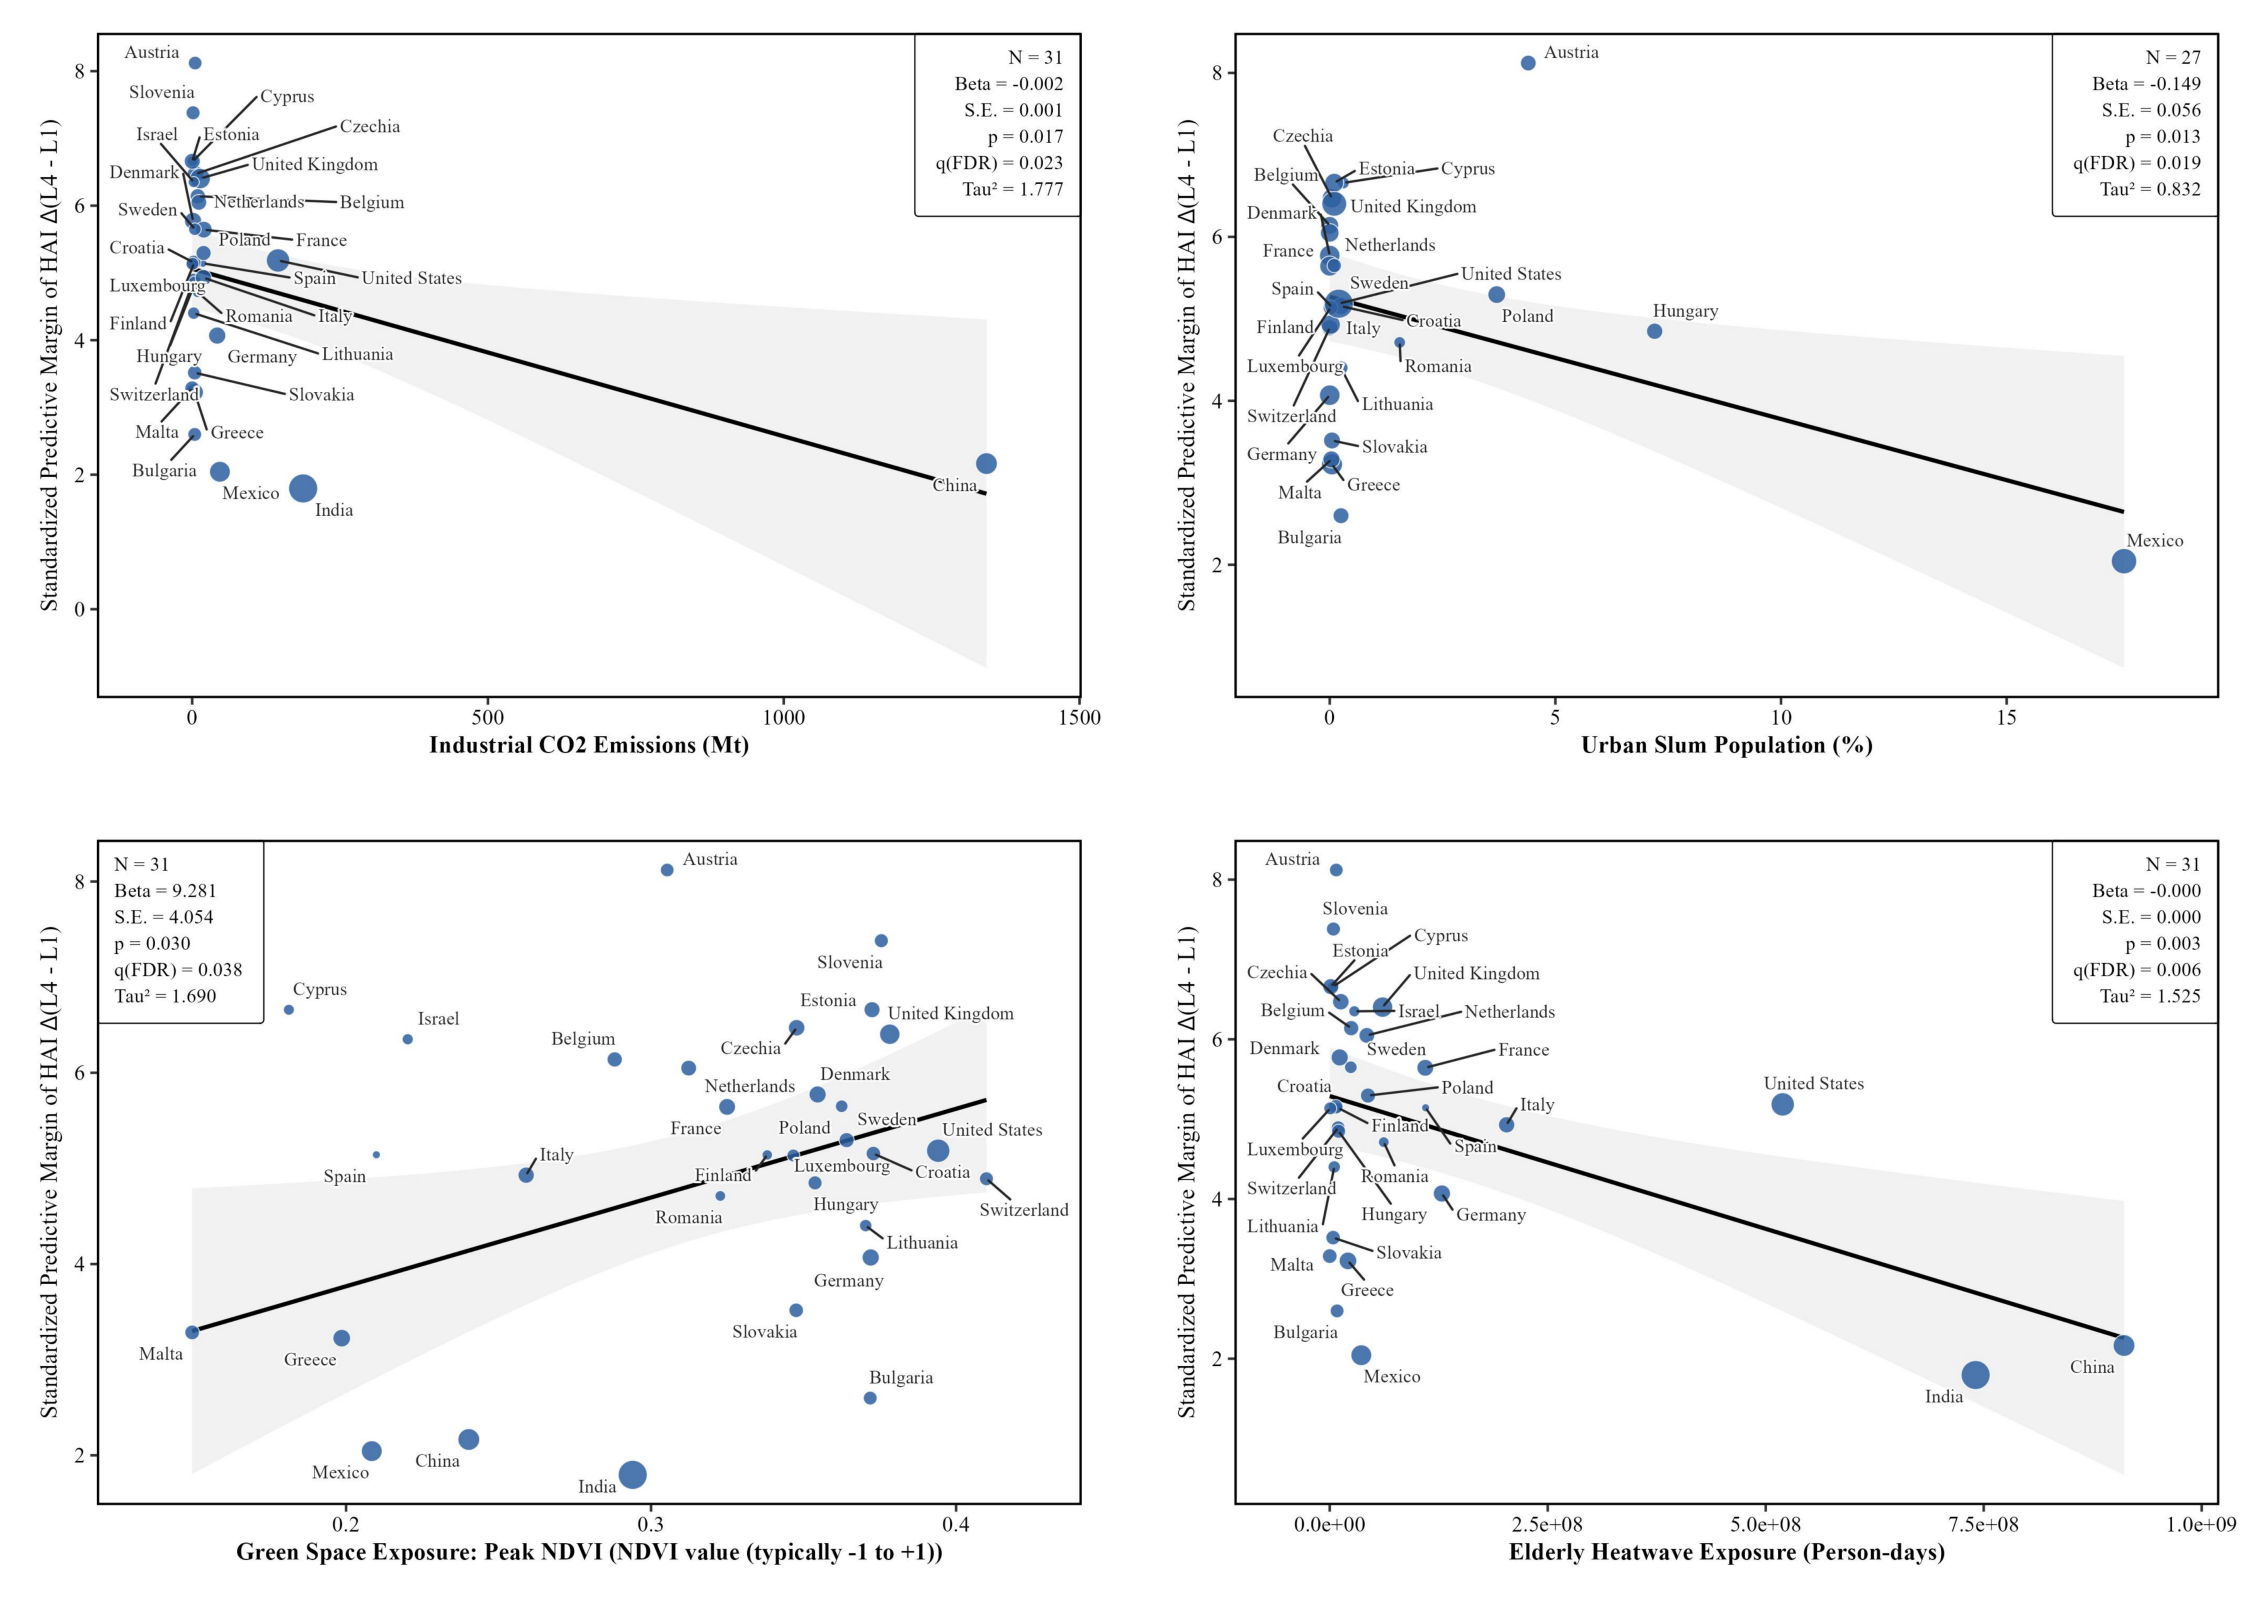 Standardized Predictive Margin of HAI Δ(L4 - L1)
8
6
4
2
0
N = 31
Beta = -0.002
S.E. = 0.001
p = 0.017
q(FDR) = 0.023
Tau² = 1.777
Austria
Slovenia
Cyprus
Czechia
Israel
Estonia
United Kingdom
Denmark
Netherlands
Belgium
Sweden
Poland
France
Croatia
Spain
United States
Luxembourg
Romania
Italy
Finland
Hungary
Germany
Lithuania
Switzerland
Slovakia
Malta
Greece
Bulgaria
Mexico
India
China
0
500
1000
1500
Industrial CO2 Emissions (Mt)
Standardized Predictive Margin of HAI Δ(L4 - L1)
8
6
4
2
N = 27
Beta = -0.149
S.E. = 0.056
p = 0.013
q(FDR) = 0.019
Tau² = 0.832
Austria
Czechia
Belgium
Estonia
Cyprus
Denmark
United Kingdom
France
Netherlands
United States
Spain
Sweden
Poland
Hungary
Finland
Italy
Croatia
Luxembourg
Romania
Switzerland
Lithuania
Germany
Slovakia
Malta
Greece
Bulgaria
Mexico
0
5
10
15
Urban Slum Population (%)
Standardized Predictive Margin of HAI Δ(L4 - L1)
8
6
4
2
N = 31
Beta = 9.281
S.E. = 4.054
p = 0.030
q(FDR) = 0.038
Tau² = 1.690
Austria
Slovenia
Cyprus
Estonia
Israel
United Kingdom
Belgium
Czechia
Netherlands
Denmark
France
Poland
Sweden
United States
Italy
Spain
Finland
Luxembourg
Croatia
Romania
Hungary
Switzerland
Lithuania
Germany
Slovakia
Malta
Greece
Bulgaria
Mexico
China
India
0.2
0.3
0.4
Green Space Exposure: Peak NDVI (NDVI value (typically -1 to +1))
Standardized Predictive Margin of HAI Δ(L4 - L1)
8
6
4
2
N = 31
Beta = -0.000
S.E. = 0.000
p = 0.003
q(FDR) = 0.006
Tau² = 1.525
Austria
Slovenia
Cyprus
Estonia
Czechia
United Kingdom
Belgium
Israel
Netherlands
Denmark
Sweden
France
Croatia
Poland
United States
Italy
Finland
Luxembourg
Spain
Switzerland
Romania
Lithuania
Hungary
Germany
Malta
Slovakia
Greece
Bulgaria
Mexico
China
India
0.0e+00
2.5e+08
5.0e+08
7.5e+08
1.0e+09
Elderly Heatwave Exposure (Person-days)